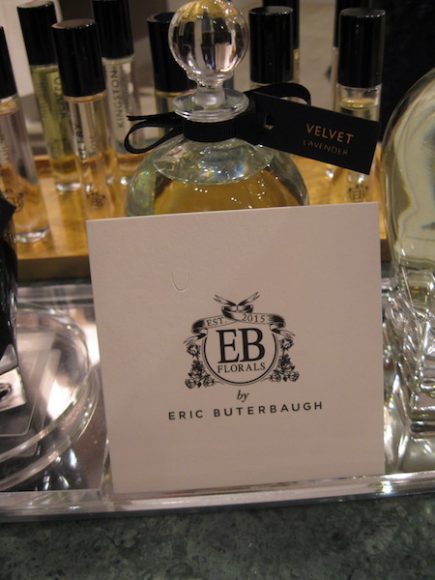 VELVET
LAVENDER
KINGSTON
EST. 2015
EB
FLORALS
by
ERIC BUTERBAUGH